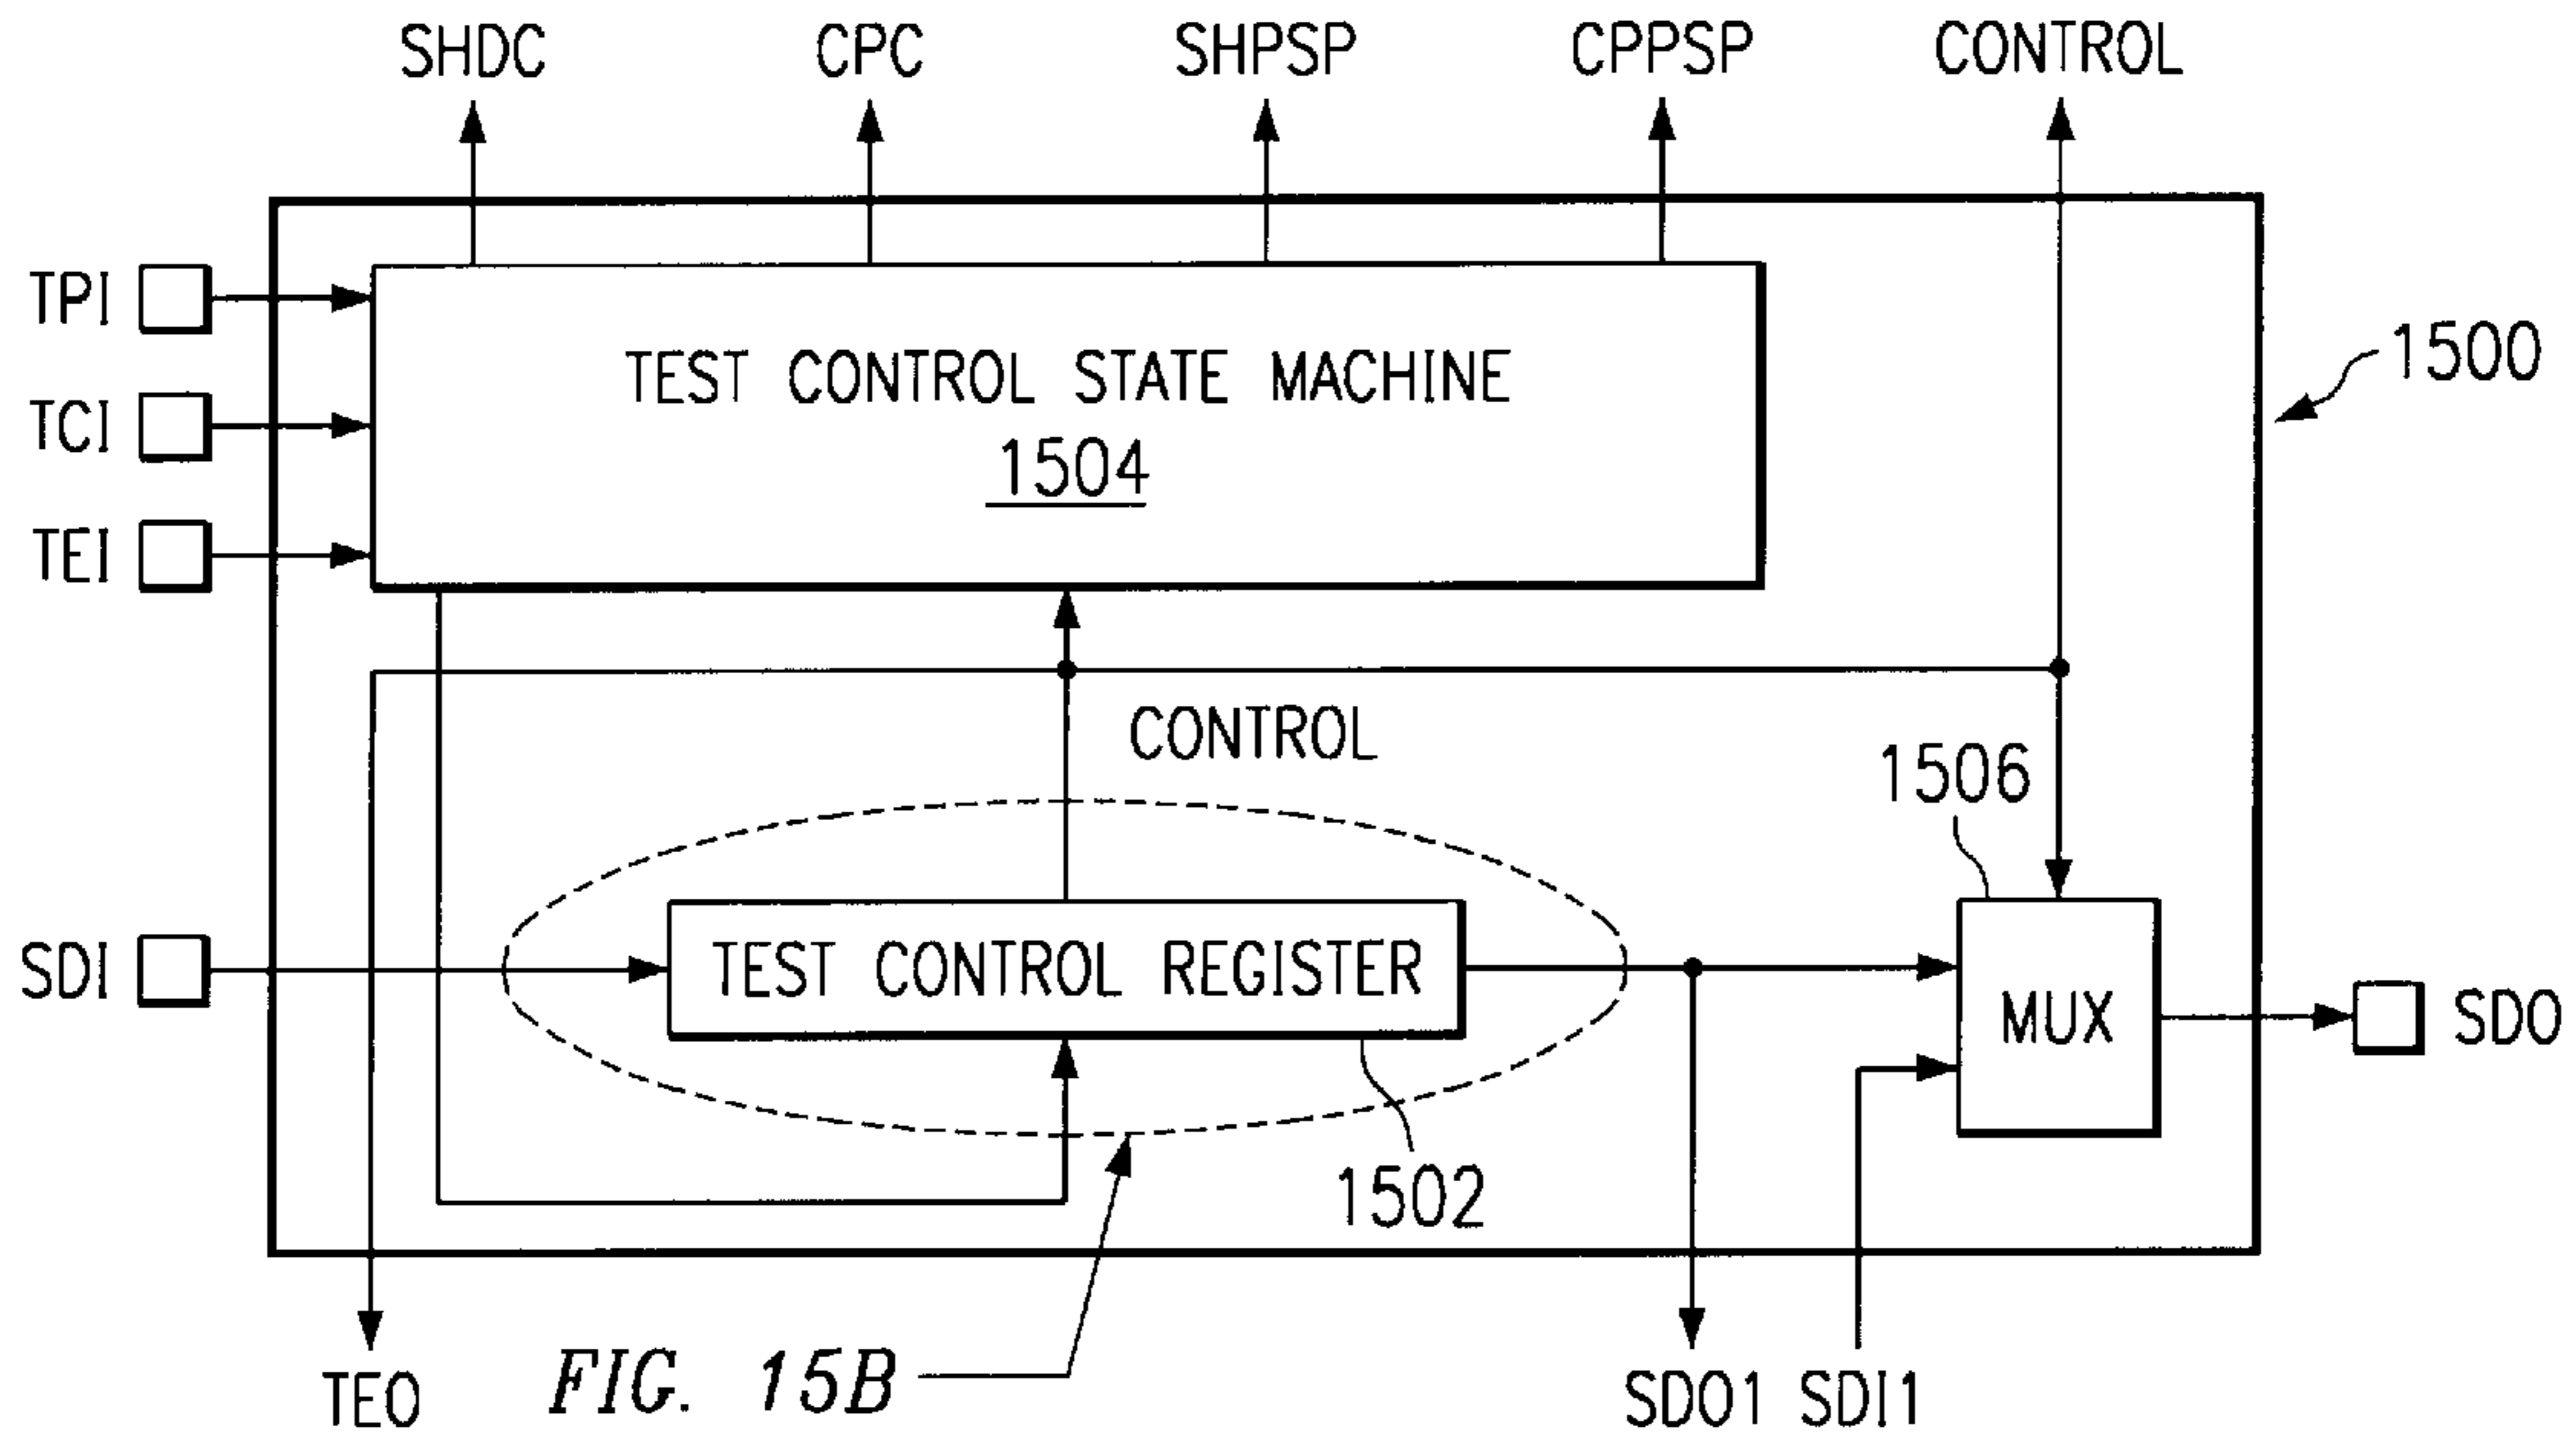 SHDC CPC SHPSP CPPSP CONTROL
TPI
TCI
TEI
TEST CONTROL STATE MACHINE
1504
1500
CONTROL
1506
SDI
TEST CONTROL REGISTER
MUX
SDO
1502
TEO
FIG. 15B
SDO1 SDI1